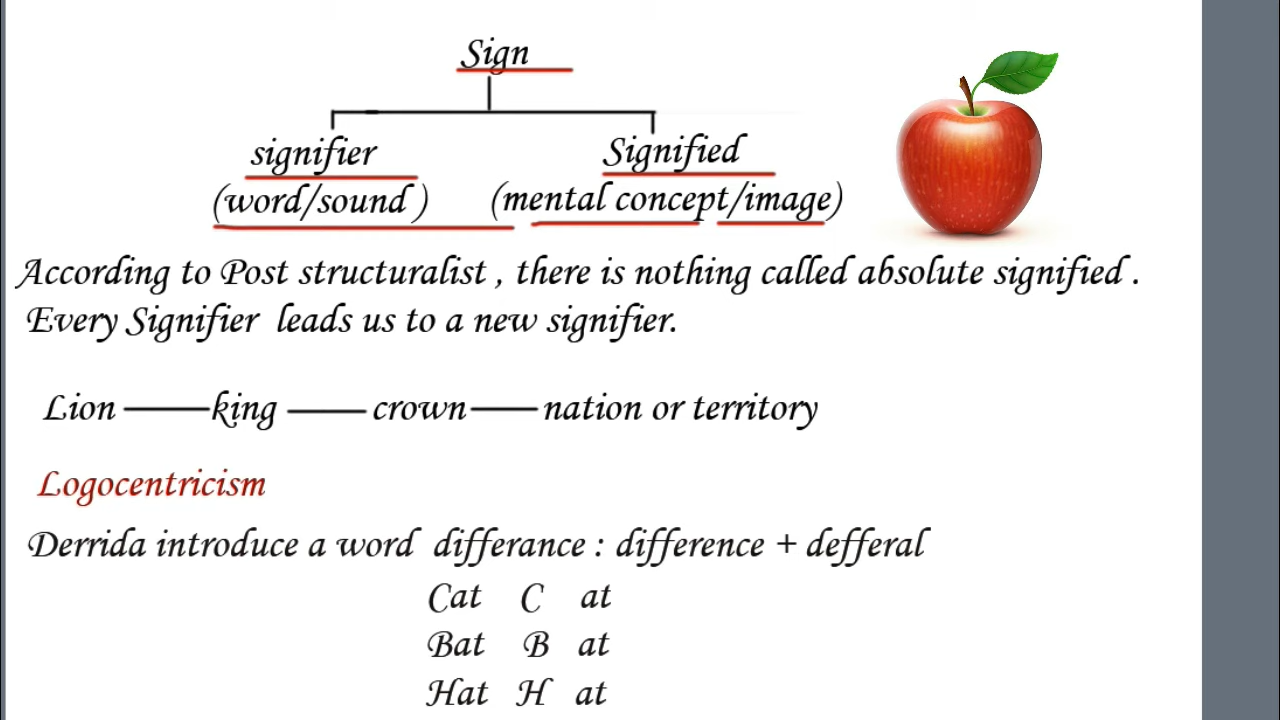 Sign
signifier Signified
(word/sound ) (mental concept/image)
According to Post structuralist , there is nothing called absolute signified .
Every Signifier leads us to a new signifier.
Lion king crown nation or territory
Logocentricism
Derrida introduce a word differance : difference + defferal
Cat C at
Bat B at
Hat H at